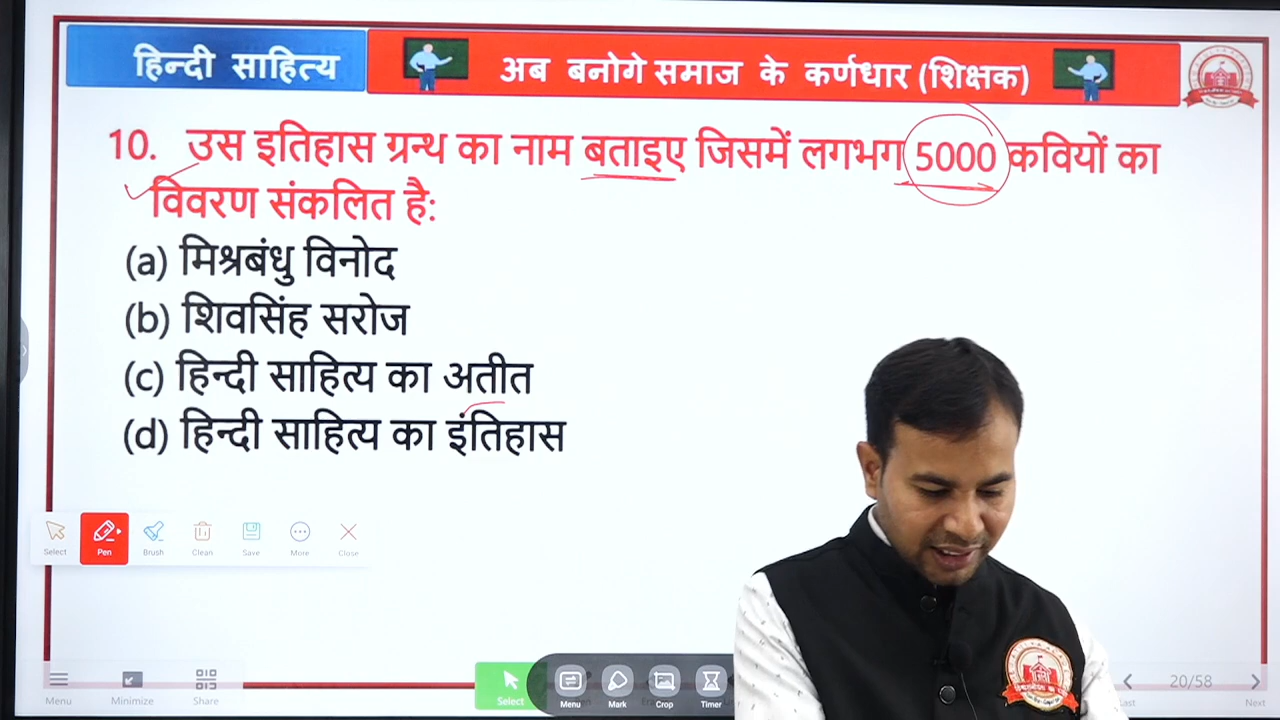 हिन्दी साहित्य
अब बनोगे समाज के कर्णधार (शिक्षक)
10. उस इतिहास ग्रन्थ का नाम बताइए जिसमें लगभग 5000 कवियों का
विवरण संकलित है:
(a) मिश्रबंधु विनोद
(b) शिवसिंह सरोज
(c) हिन्दी साहित्य का अतीत
(d) हिन्दी साहित्य का इतिहास
Select Pen Brush Clean Save More Close
Menu Minimize Share
Select
Menu Mark Crop Timer
20/58
Last Next